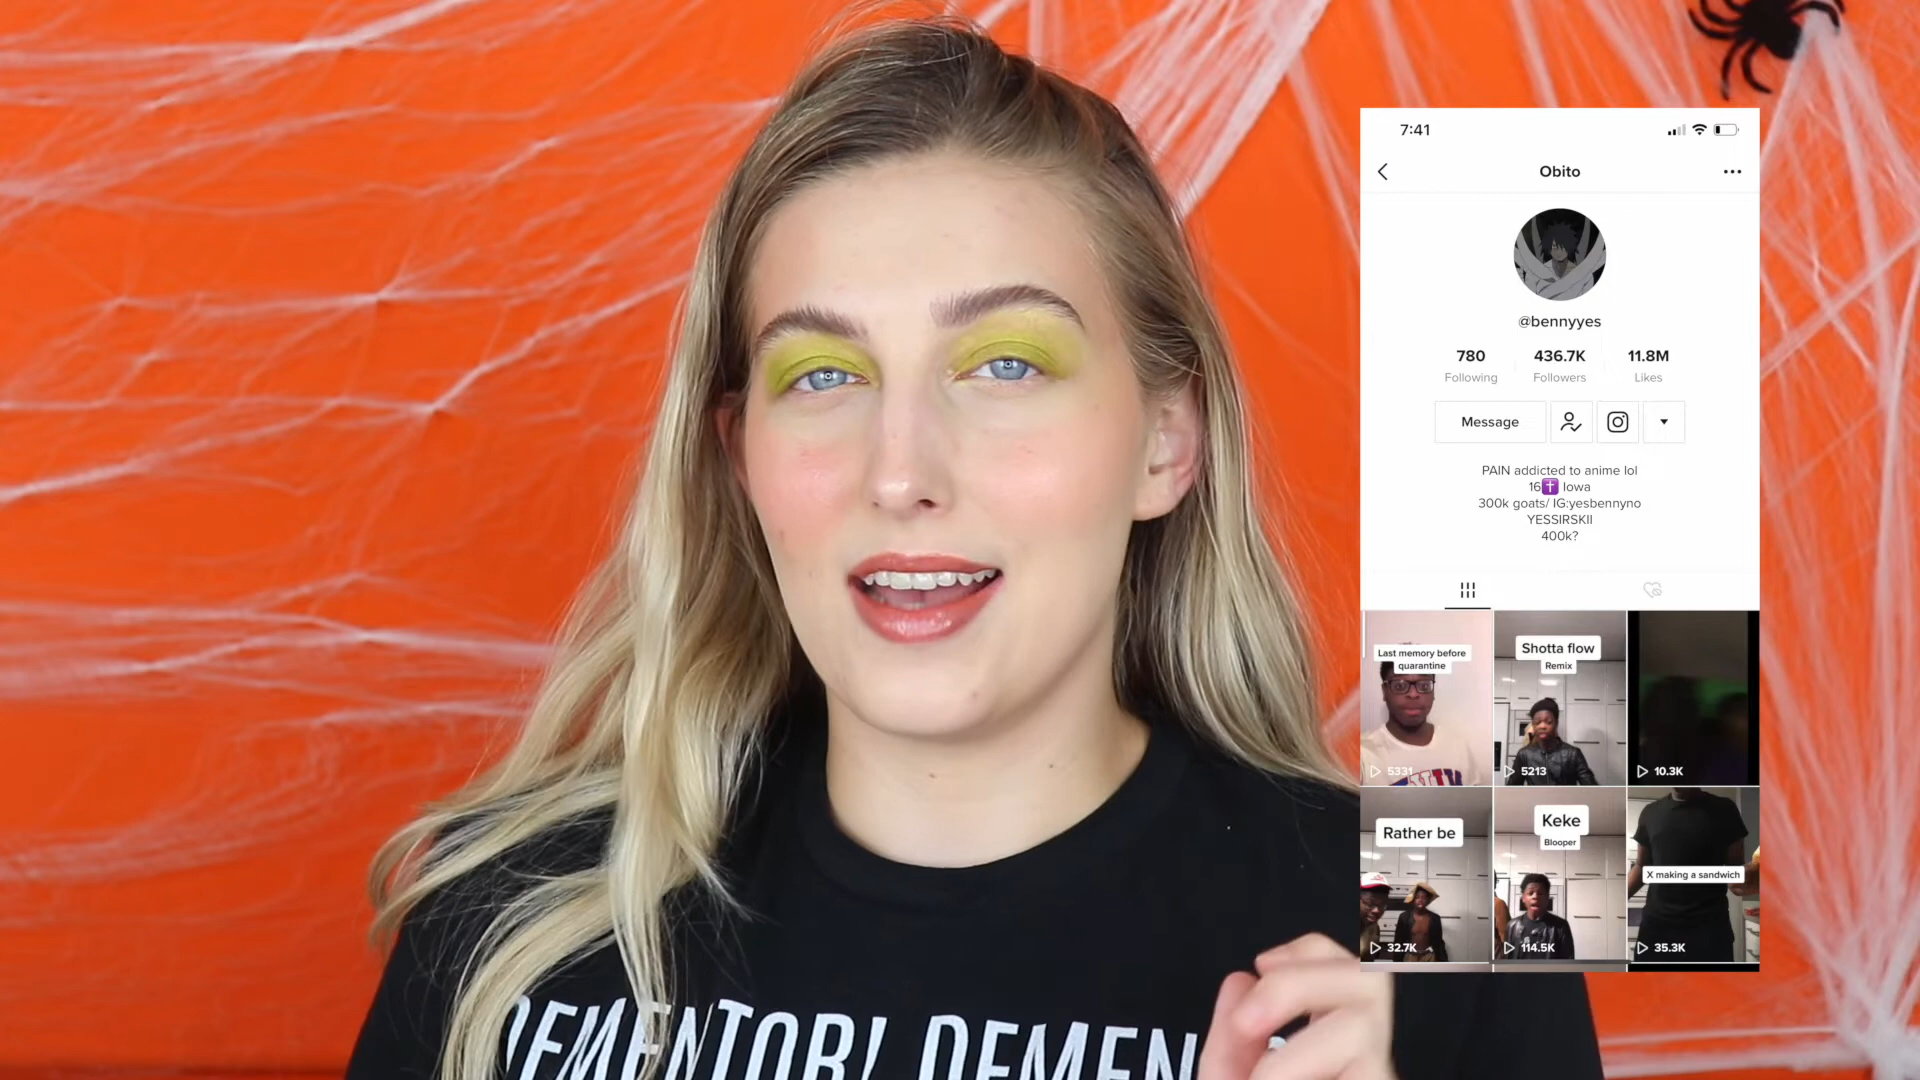 7:41
Obito
@bennyyes
780 436.7K 11.8M
Following Followers Likes
Message
PAIN addicted to anime lol
16✝️ Iowa
300k goats/ IG:yesbennyno
YESSIRSKII
400k?
Last memory before
quarantine
5331
Shotta flow
Remix
5213
10.3K
Rather be
32.7K
Keke
Blooper
114.5K
X making a sandwich
35.3K
DEMENTOR! DEMEN